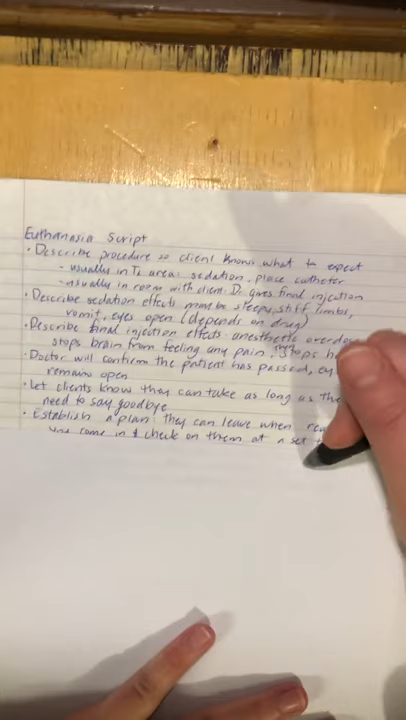 Euthanasia Script
• Describe procedure so client knows what to expect
- usually in Tx area: sedation, place catheter
- usually in room with client: Dr gives final injection
• Describe sedation effects: may be sleepy, stiff limbs,
vomit, eyes open (depends on drug)
• Describe final injection effects: anesthetic overdose
stops brain from feeling any pain, then stops h
• Doctor will confirm the patient has passed, ey
remain open
• Let clients know they can take as long as the
need to say goodbye
• Establish a plan: they can leave when rea
come in & check on them at a set